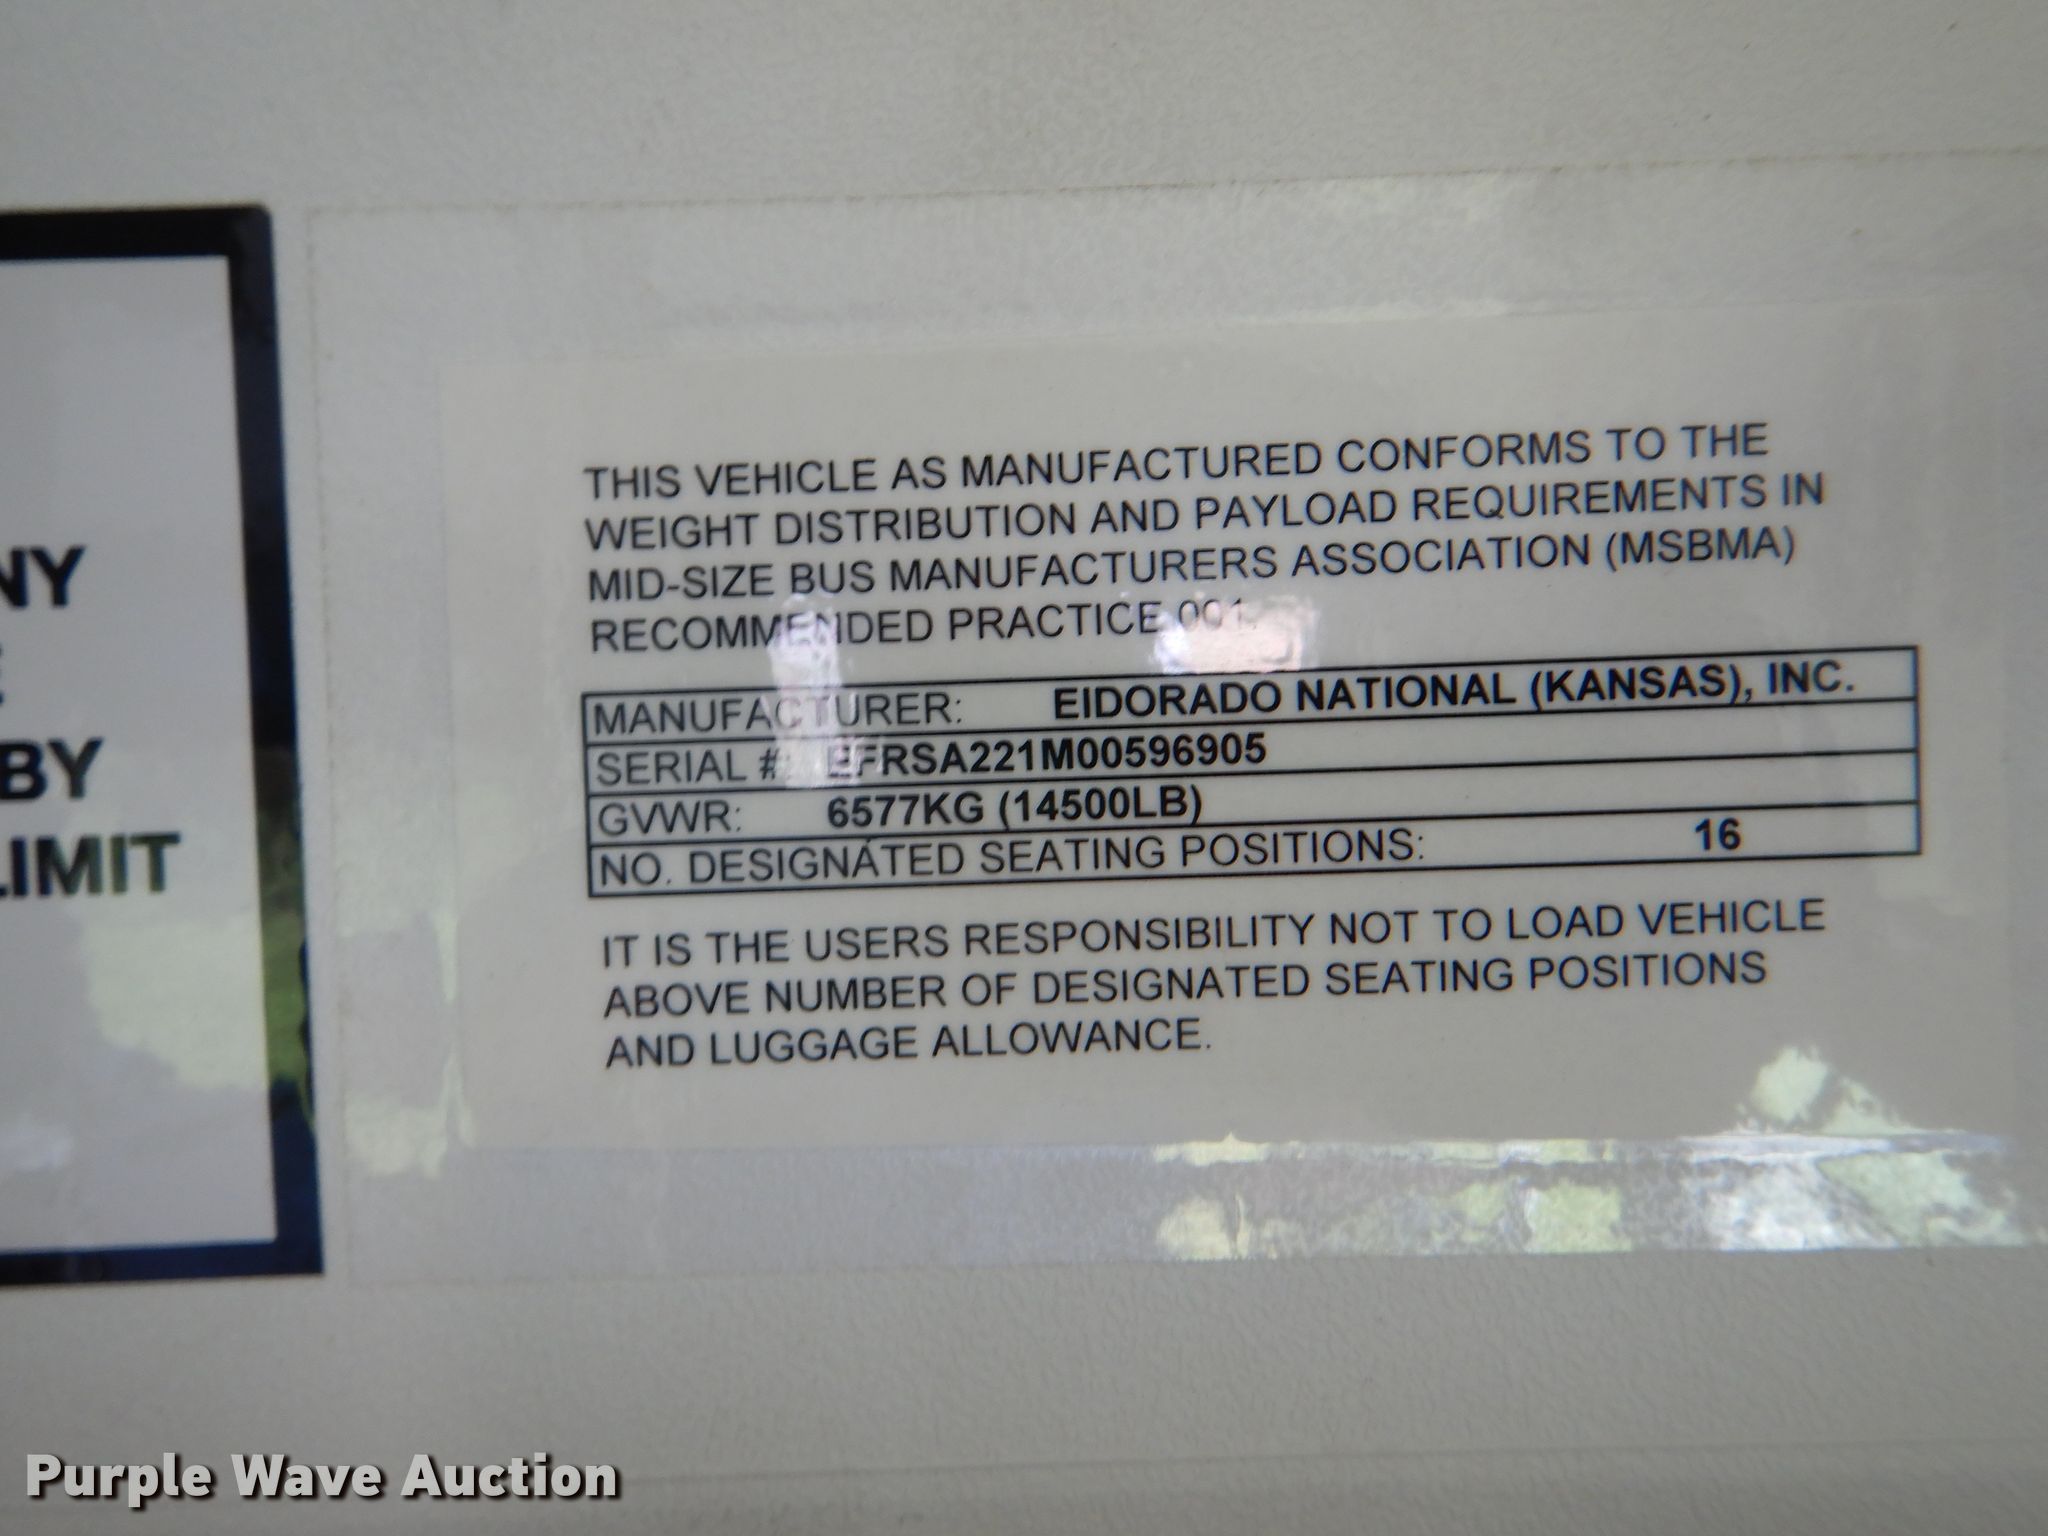 NY
BY
LIMIT
THIS VEHICLE AS MANUFACTURED CONFORMS TO THE
WEIGHT DISTRIBUTION AND PAYLOAD REQUIREMENTS IN
MID-SIZE BUS MANUFACTURERS ASSOCIATION (MSBMA)
RECOMMENDED PRACTICE 001.
MANUFACTURER: EIDORADO NATIONAL (KANSAS), INC.
SERIAL #: EFRSA221M00596905
GVWR: 6577KG (14500LB)
NO. DESIGNATED SEATING POSITIONS: 16
IT IS THE USERS RESPONSIBILITY NOT TO LOAD VEHICLE
ABOVE NUMBER OF DESIGNATED SEATING POSITIONS
AND LUGGAGE ALLOWANCE.
Purple Wave Auction